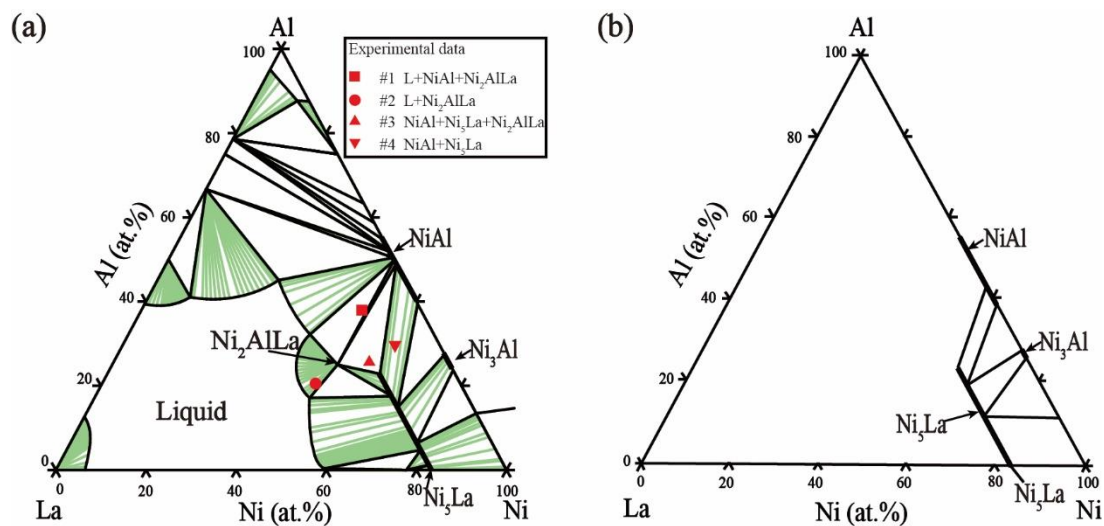 (a)
Al
100
Experimental data
#1 L+NiAl+Ni₂AlLa
#2 L+Ni₂AlLa
#3 NiAl+Ni₅La+Ni₂AlLa
#4 NiAl+Ni₅La
80
60
Al (at.%)
NiAl
40
Ni₂AlLa
Ni₃Al
20
Liquid
0
0 20 40 60 80 100
Ni₅La
La Ni (at.%) Ni
(b)
Al
100
80
60
Al (at.%)
NiAl
40
Ni₃Al
20
Ni₅La
0
0 20 40 60 80 100
Ni₅La
La Ni (at.%) Ni